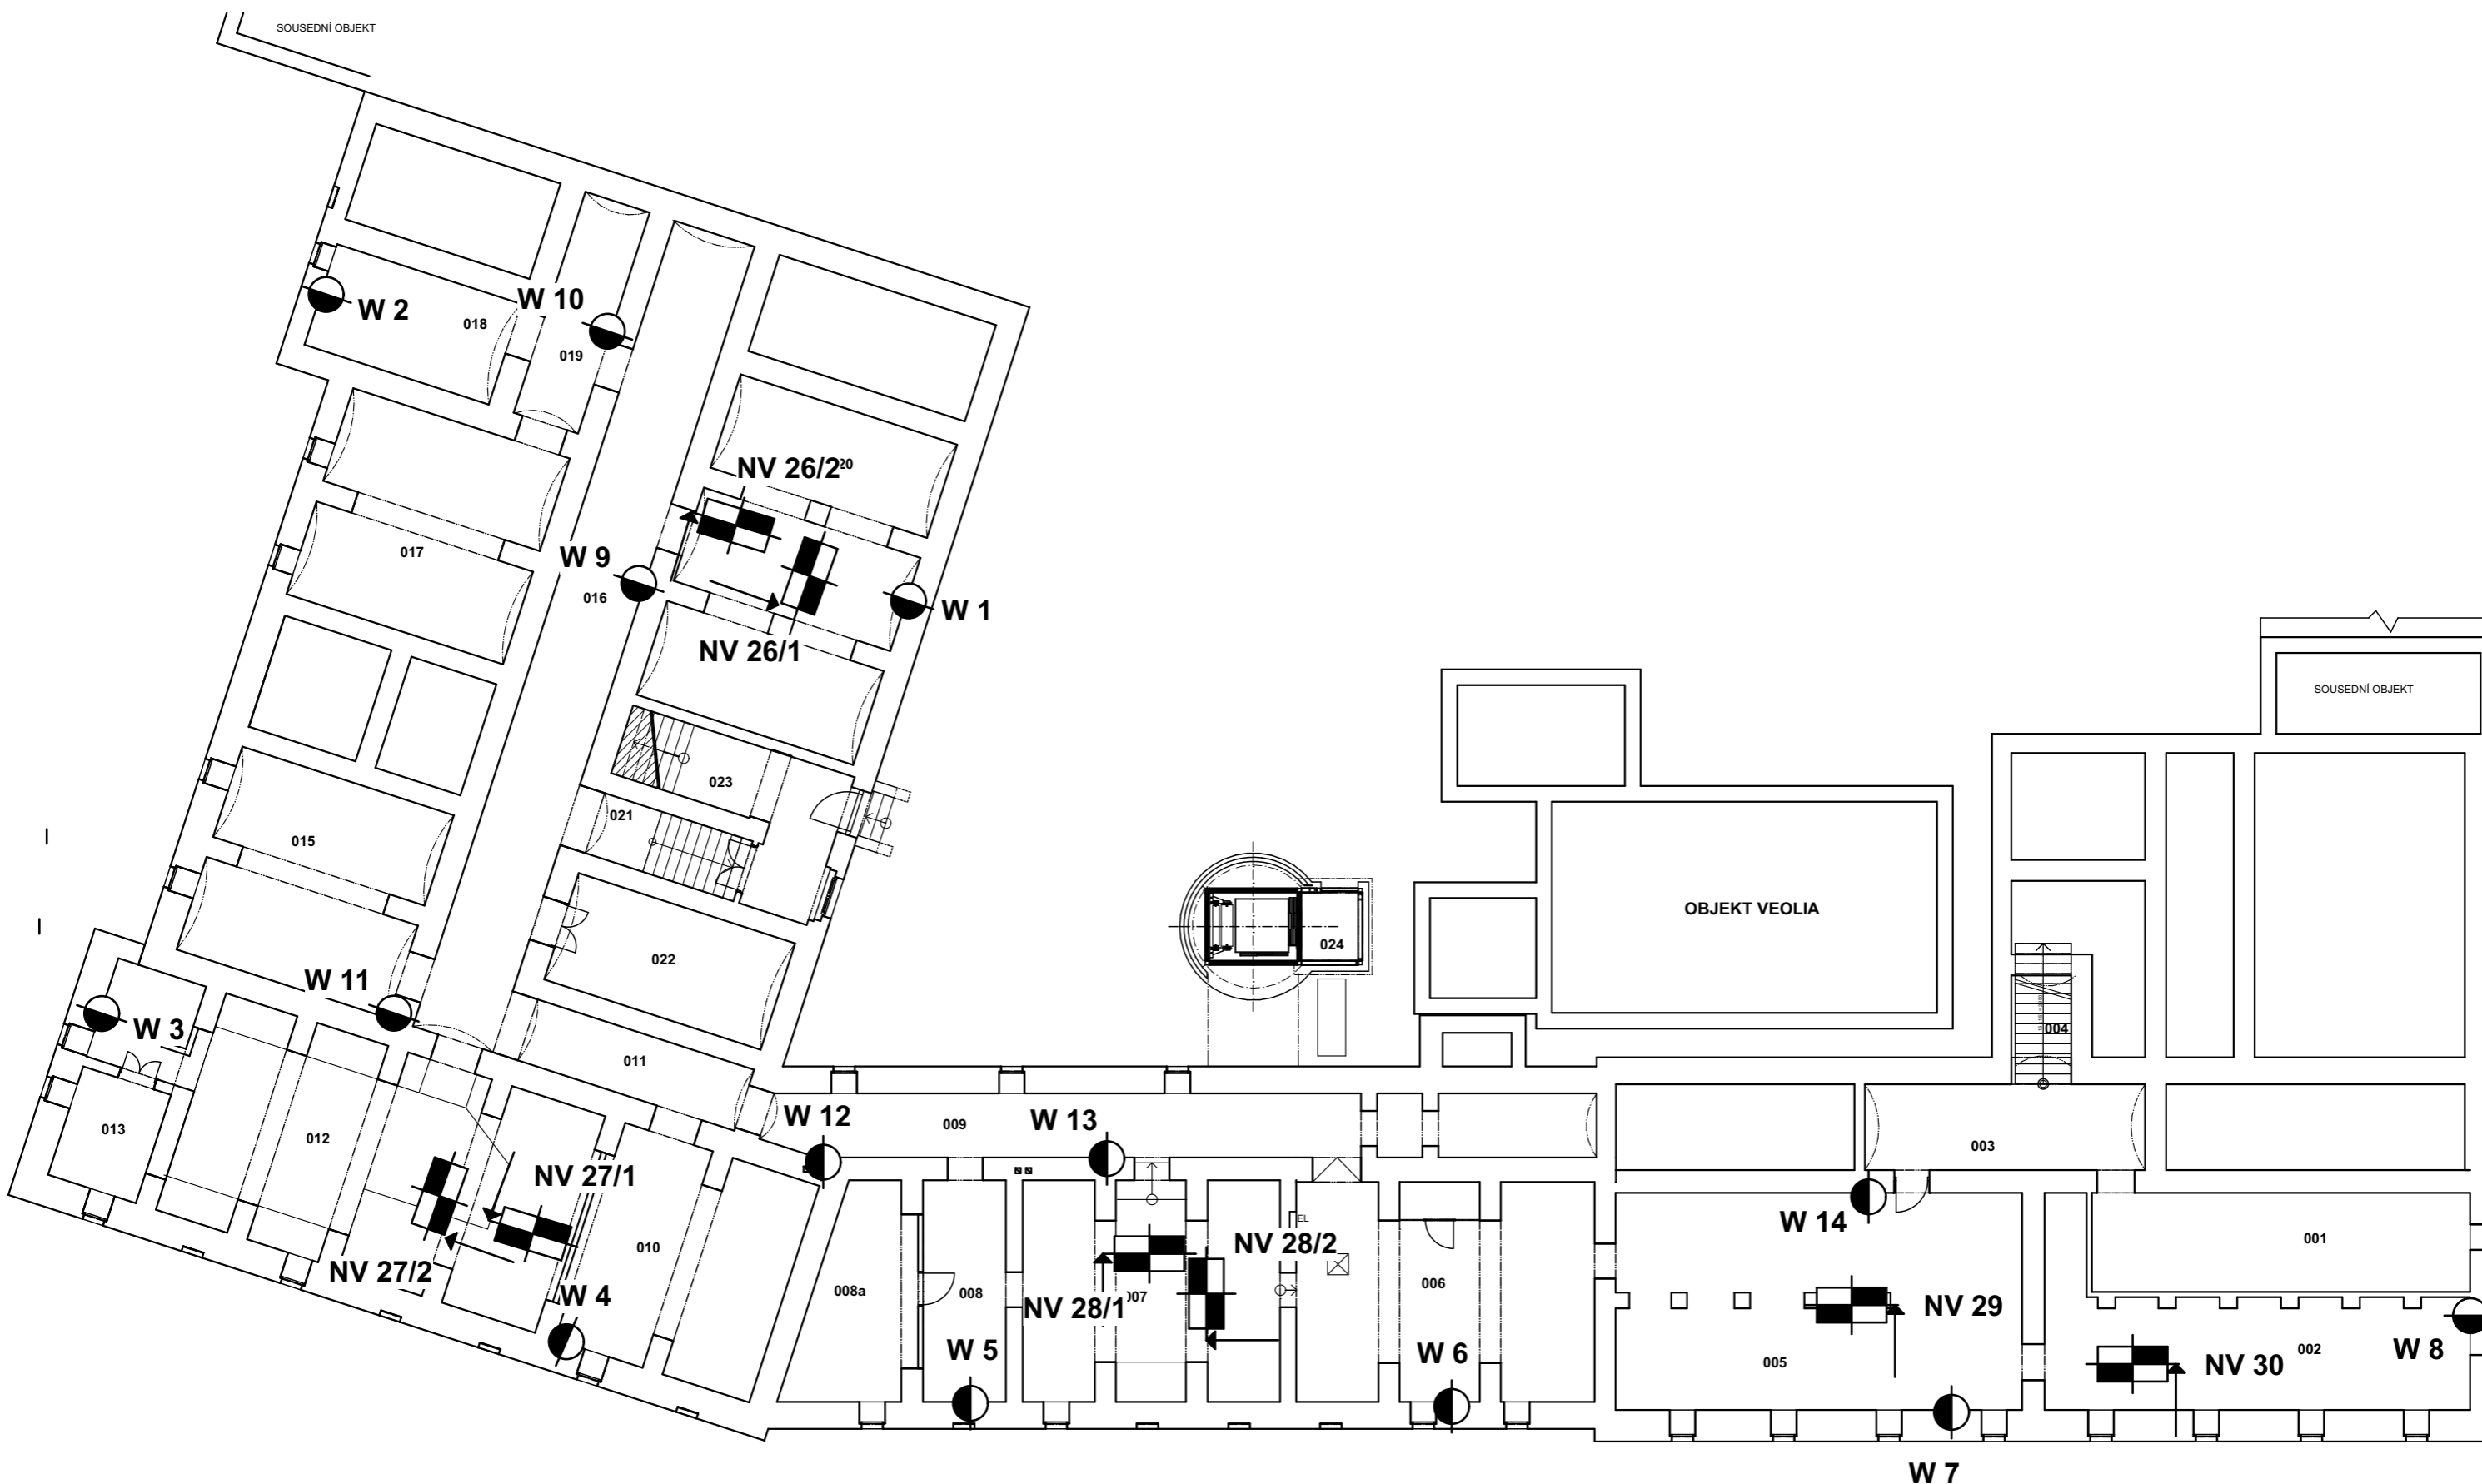 SOUSEDNÍ OBJEKT
W 2
018
W 10
019
NV 26/2
20
017
W 9
016
W 1
NV 26/1
SOUSEDNÍ OBJEKT
023
021
015
OBJEKT VEOLIA
024
022
W 11
W 3
004
011
013
012
W 12
009
W 13
003
NV 27/1
W 14
EL
NV 28/2
001
010
NV 27/2
008a
008
007
006
NV 28/1
NV 29
W 4
W 5
W 6
005
W 8
002
NV 30
W 7